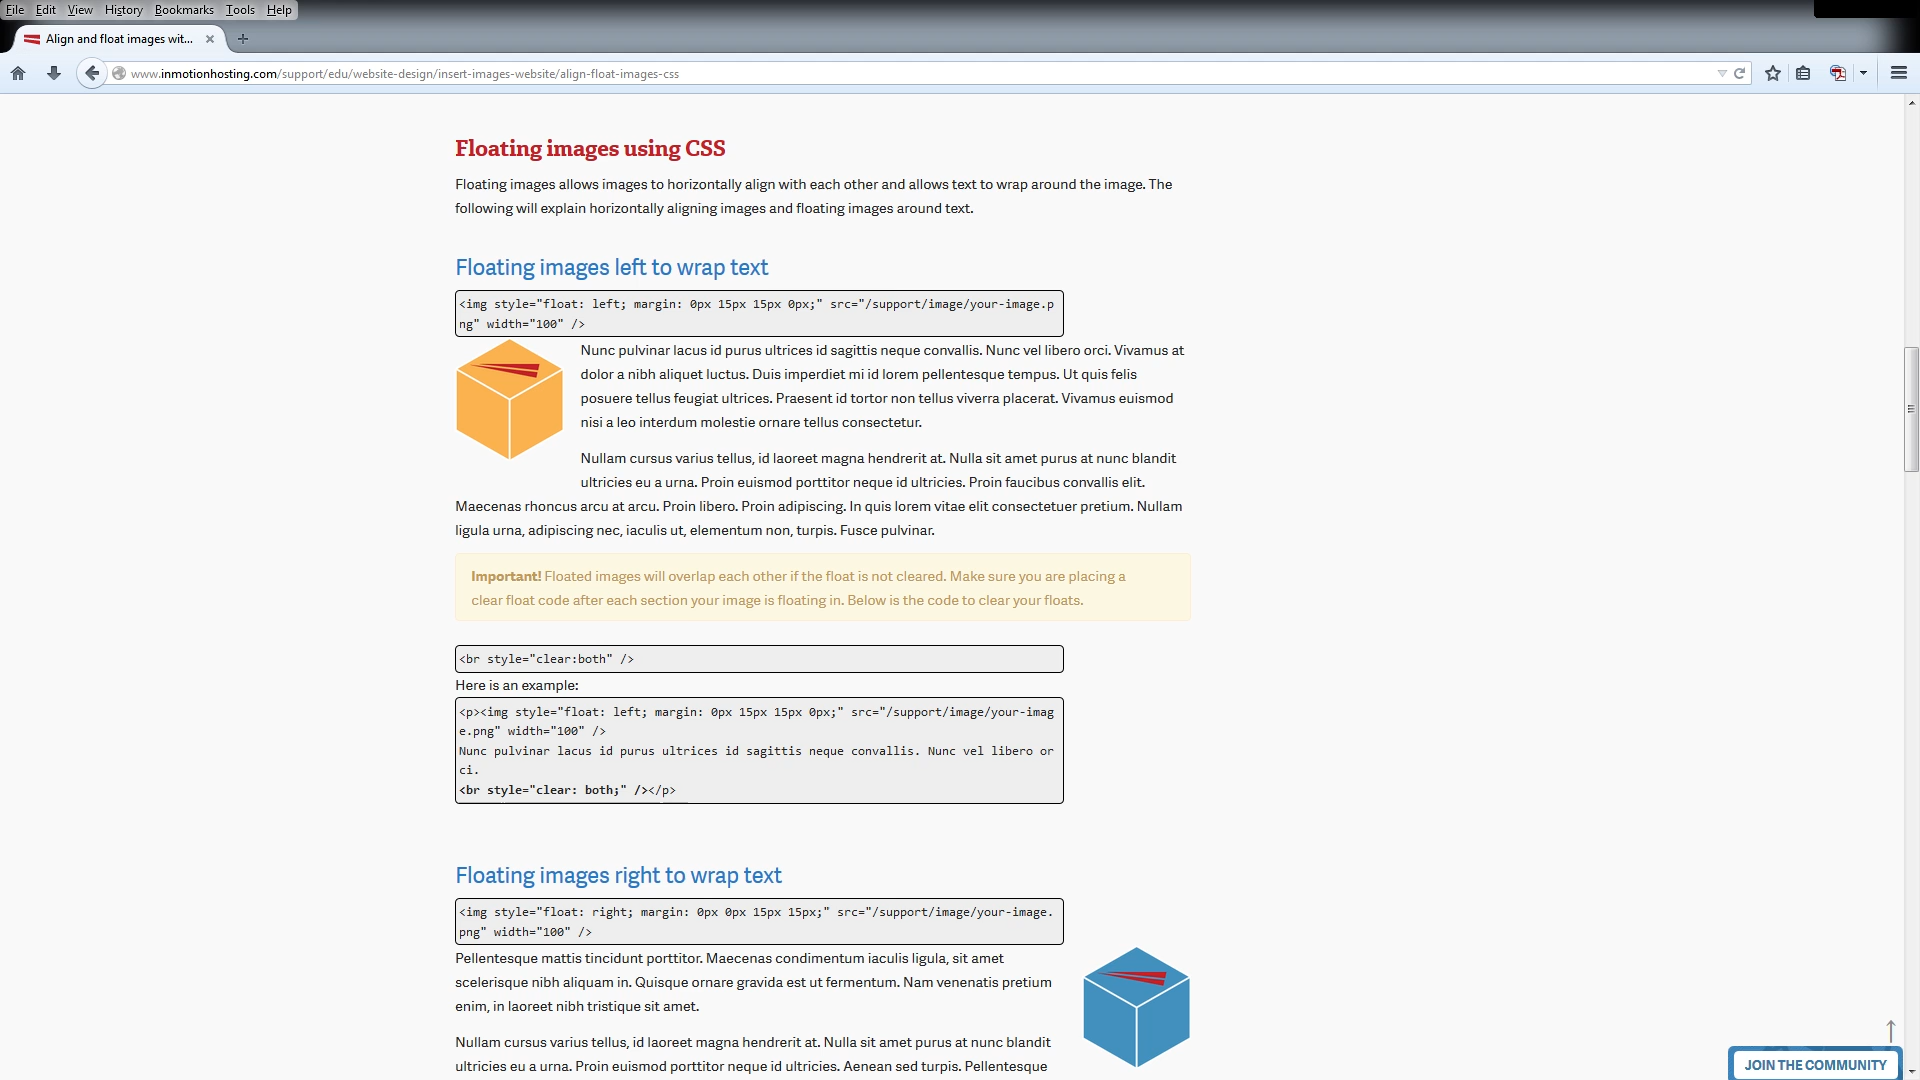 File Edit View History Bookmarks Tools Help
Align and float images wit...
www.inmotionhosting.com/support/edu/website-design/insert-images-website/align-float-images-css
Floating images using CSS
Floating images allows images to horizontally align with each other and allows text to wrap around the image. The
following will explain horizontally aligning images and floating images around text.
Floating images left to wrap text
<img style="float: left; margin: 0px 15px 15px 0px;" src="/support/image/your-image.p
ng" width="100" />
Nunc pulvinar lacus id purus ultrices id sagittis neque convallis. Nunc vel libero orci. Vivamus at
dolor a nibh aliquet luctus. Duis imperdiet mi id lorem pellentesque tempus. Ut quis felis
posuere tellus feugiat ultrices. Praesent id tortor non tellus viverra placerat. Vivamus euismod
nisi a leo interdum molestie ornare tellus consectetur.
Nullam cursus varius tellus, id laoreet magna hendrerit at. Nulla sit amet purus at nunc blandit
ultricies eu a urna. Proin euismod porttitor neque id ultricies. Proin faucibus convallis elit.
Maecenas rhoncus arcu at arcu. Proin libero. Proin adipiscing. In quis lorem vitae elit consectetuer pretium. Nullam
ligula urna, adipiscing nec, iaculis ut, elementum non, turpis. Fusce pulvinar.
Important! Floated images will overlap each other if the float is not cleared. Make sure you are placing a
clear float code after each section your image is floating in. Below is the code to clear your floats.
<br style="clear:both" />
Here is an example:
<p><img style="float: left; margin: 0px 15px 15px 0px;" src="/support/image/your-imag
e.png" width="100" />
Nunc pulvinar lacus id purus ultrices id sagittis neque convallis. Nunc vel libero or
ci.
<br style="clear: both;" /></p>
Floating images right to wrap text
<img style="float: right; margin: 0px 0px 15px 15px;" src="/support/image/your-image.
png" width="100" />
Pellentesque mattis tincidunt porttitor. Maecenas condimentum iaculis ligula, sit amet
scelerisque nibh aliquam in. Quisque ornare gravida est ut fermentum. Nam venenatis pretium
enim, in laoreet nibh tristique sit amet.
Nullam cursus varius tellus, id laoreet magna hendrerit at. Nulla sit amet purus at nunc blandit
ultricies eu a urna. Proin euismod porttitor neque id ultricies. Aenean sed turpis. Pellentesque
JOIN THE COMMUNITY